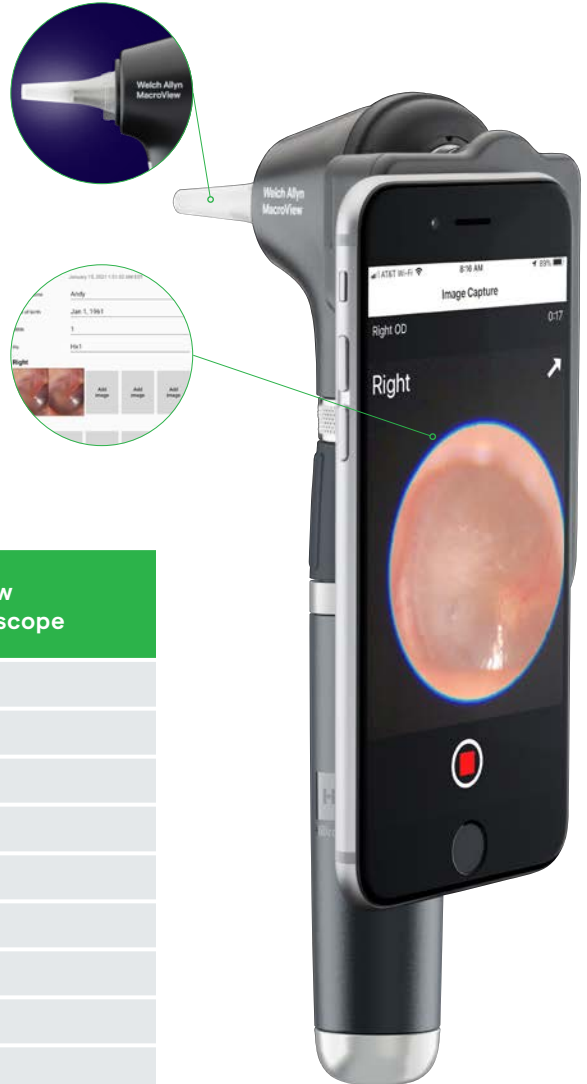 Welch Allyn
MacroView
Welch Allyn
MacroView
January 15, 2021 1:51:02 AM EST
Andy
of birth
Jan 1, 1961
1
Hx1
Right
Add
image
Add
image
Add
image
AT&T Wi-Fi
8:16 AM
89%
Image Capture
Right OD
0:17
Right
H
w
scope